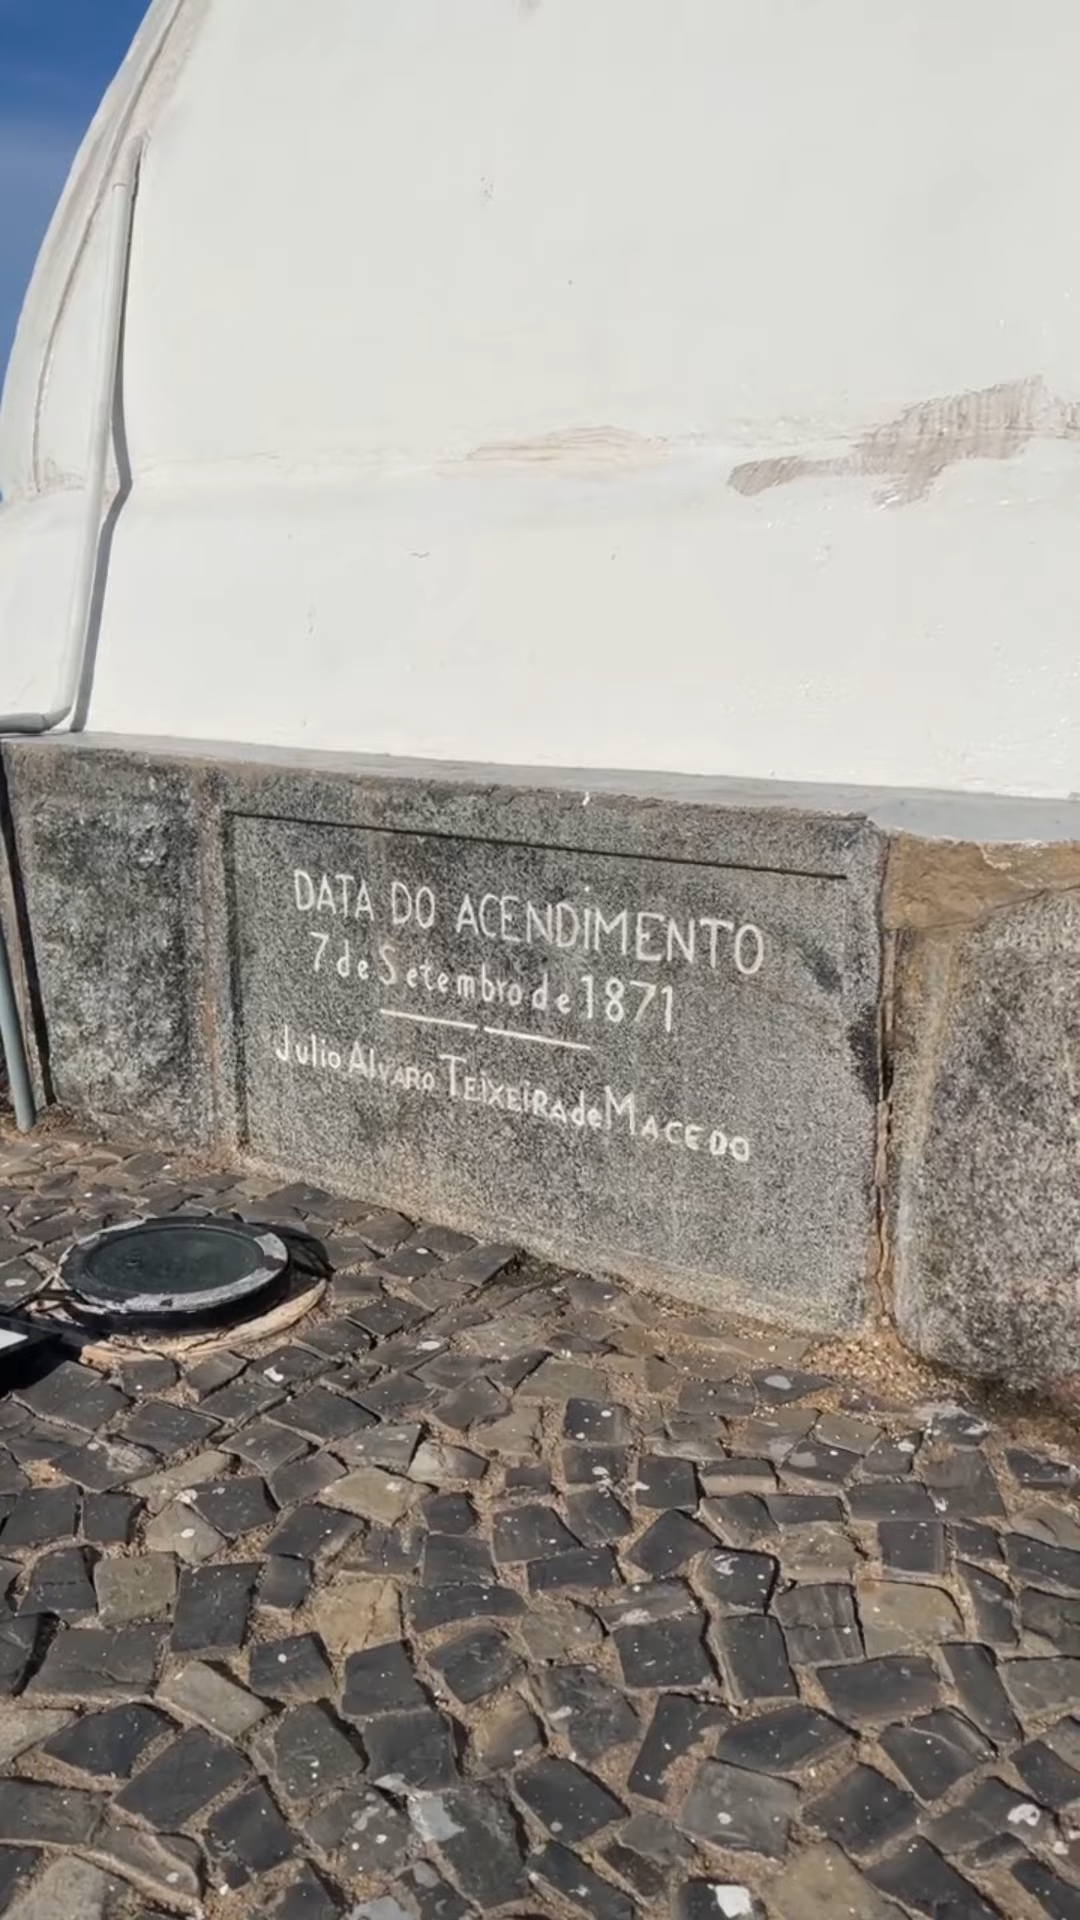 DATA DO ACENDIMENTO
7 de Setembro de 1871
Julio Alvaro TEIXEIRA de MACEDO